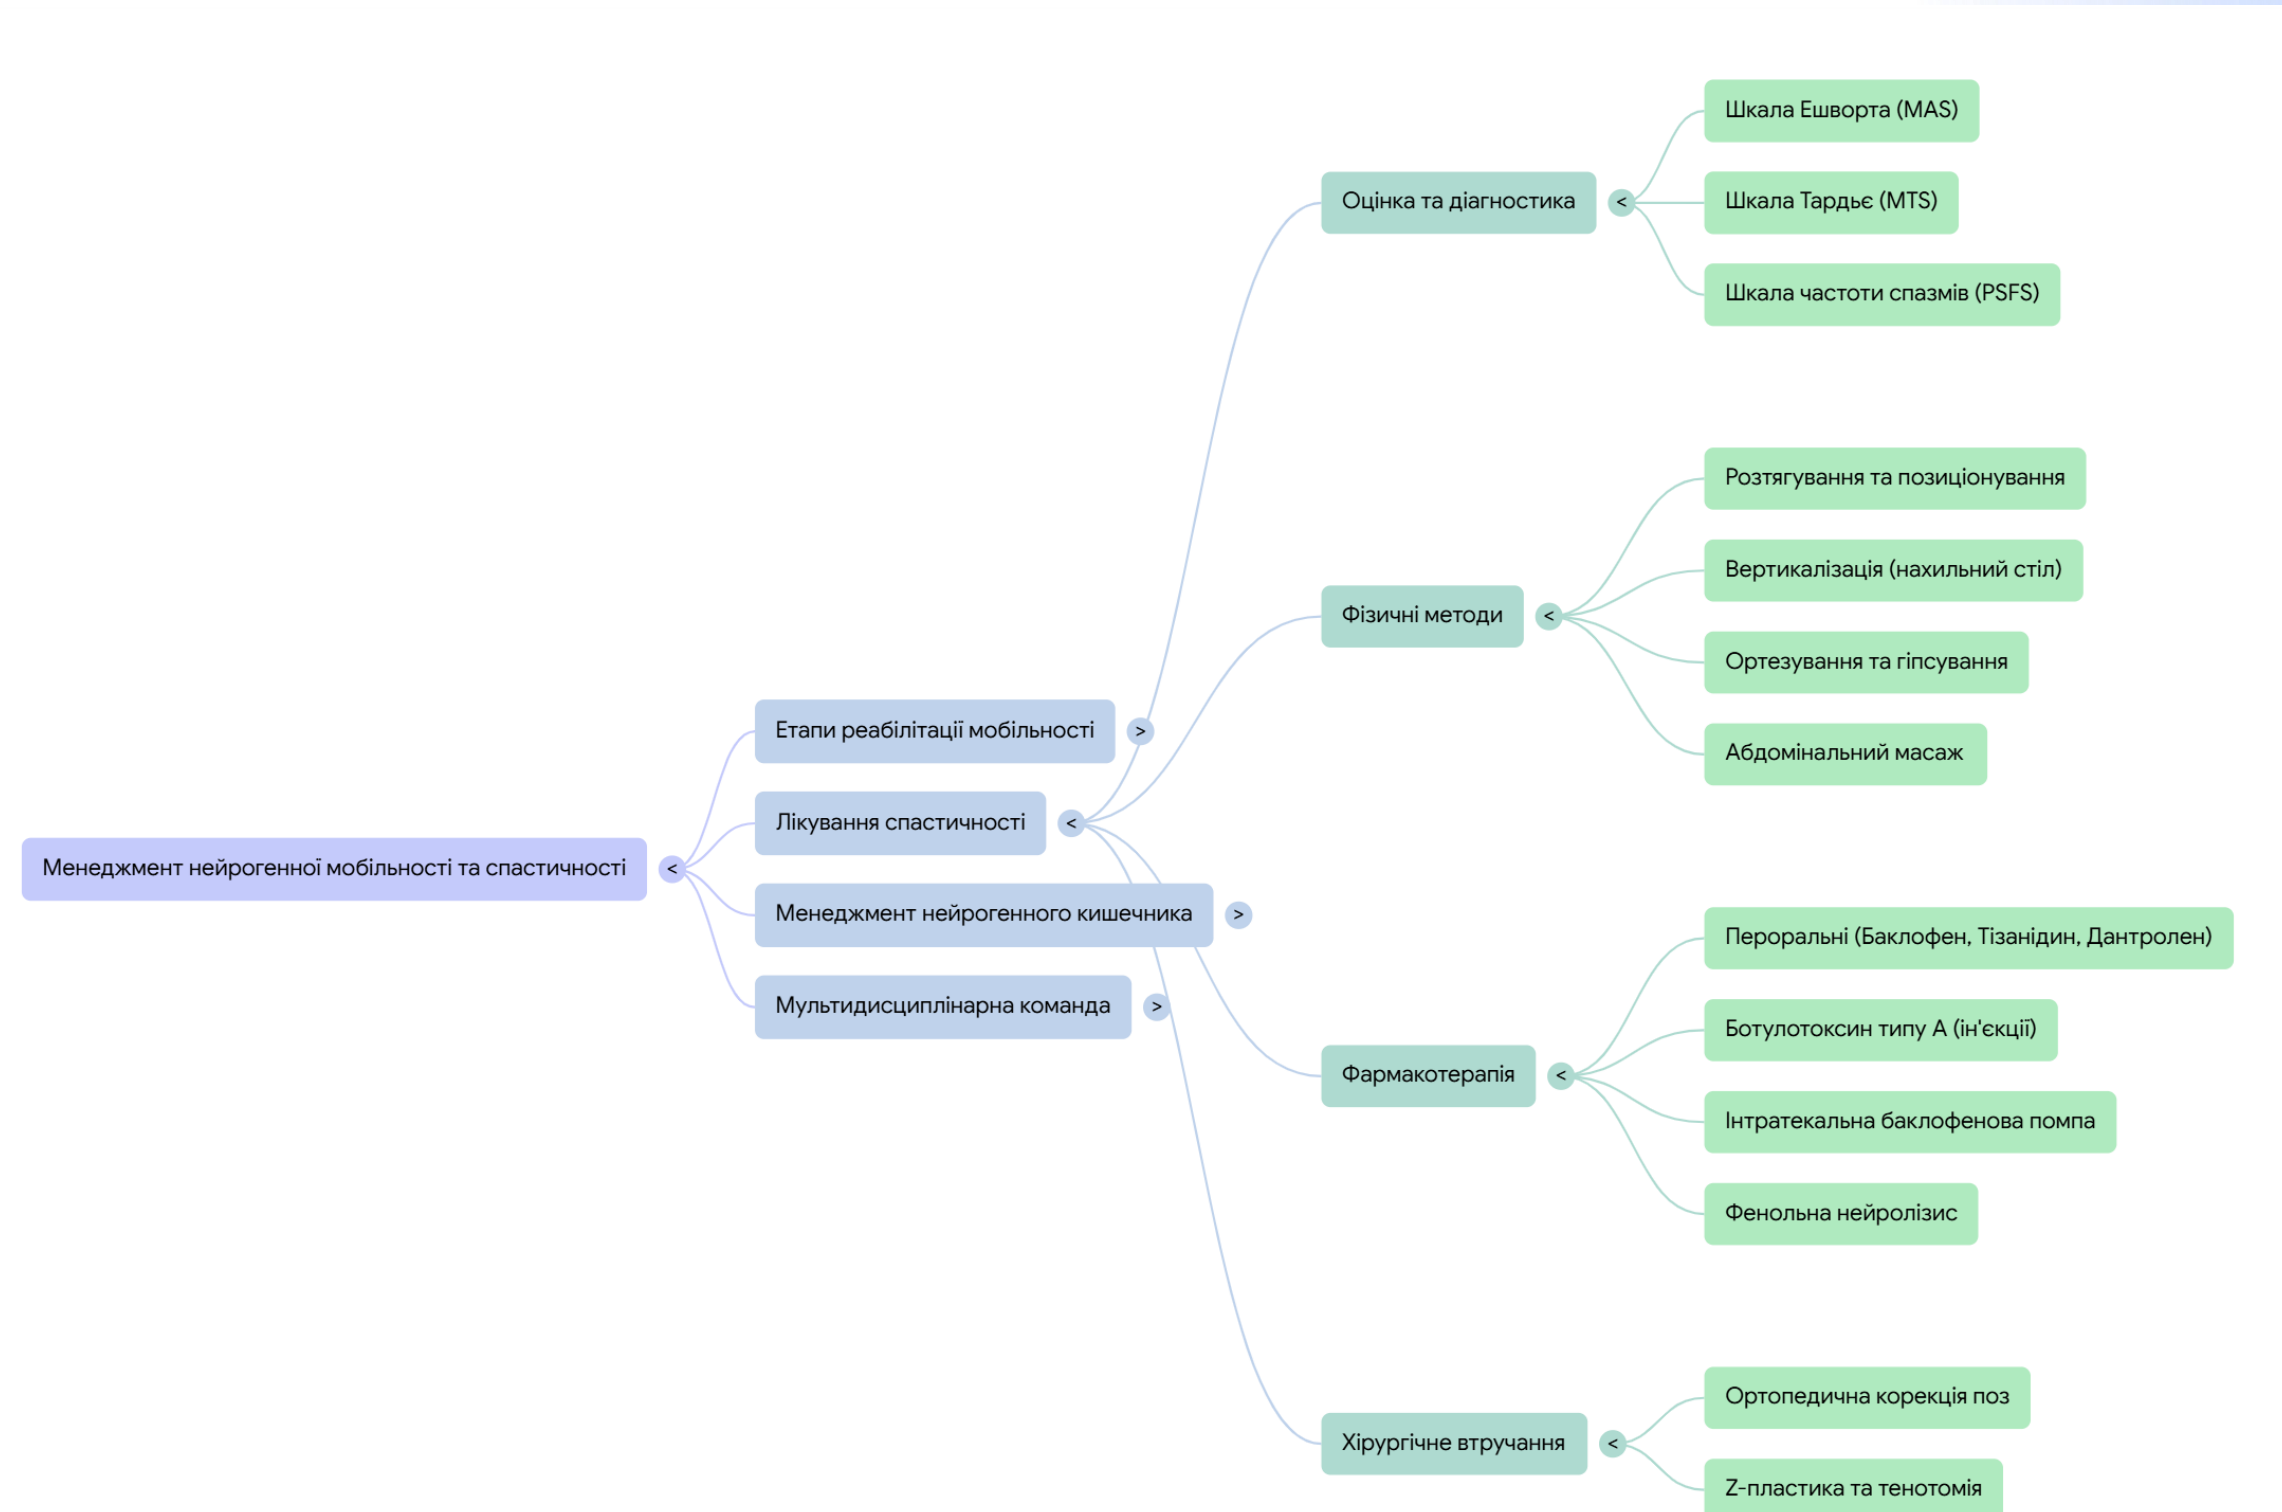 Менеджмент нейрогенної мобільності та спастичності
<
Етапи реабілітації мобільності
>
Лікування спастичності
<
Менеджмент нейрогенного кишечника
>
Мультидисциплінарна команда
>
Оцінка та діагностика
<
Шкала Ешворта (MAS)
Шкала Тардьє (MTS)
Шкала частоти спазмів (PSFS)
Фізичні методи
<
Розтягування та позиціонування
Вертикалізація (нахильний стіл)
Ортезування та гіпсування
Абдомінальний масаж
Фармакотерапія
<
Пероральні (Баклофен, Тізанідин, Дантролен)
Ботулотоксин типу А (ін'єкції)
Інтратекальна баклофенова помпа
Фенольна нейролізис
Хірургічне втручання
<
Ортопедична корекція поз
Z-пластика та тенотомія